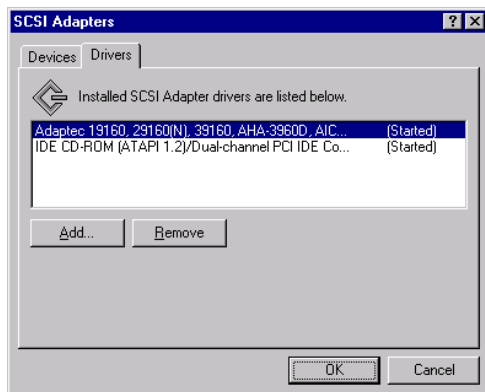 SCSI Adapters
Devices Drivers
Installed SCSI Adapter drivers are listed below.
Adaptec 19160, 29160(N), 39160, AHA-3960D, AIC... (Started)
IDE CD-ROM (ATAPI 1.2)/Dual-channel PCI IDE Co... (Started)
Add... Remove
OK Cancel